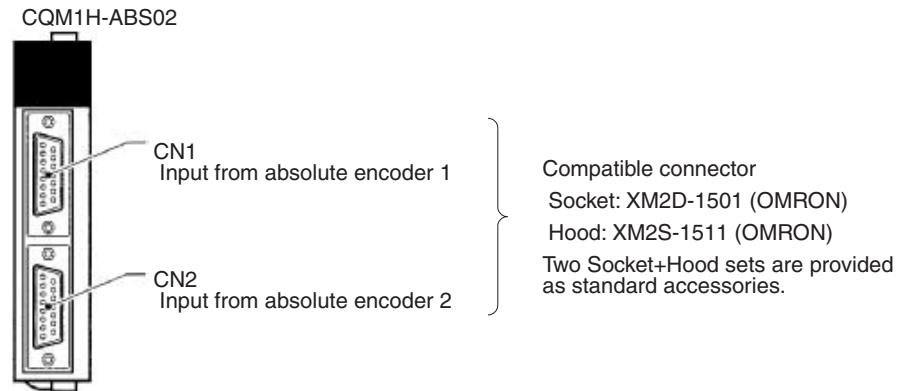 CQM1H-ABS02
CN1
Input from absolute encoder 1
CN2
Input from absolute encoder 2
Compatible connector
Socket: XM2D-1501 (OMRON)
Hood: XM2S-1511 (OMRON)
Two Socket+Hood sets are provided
as standard accessories.